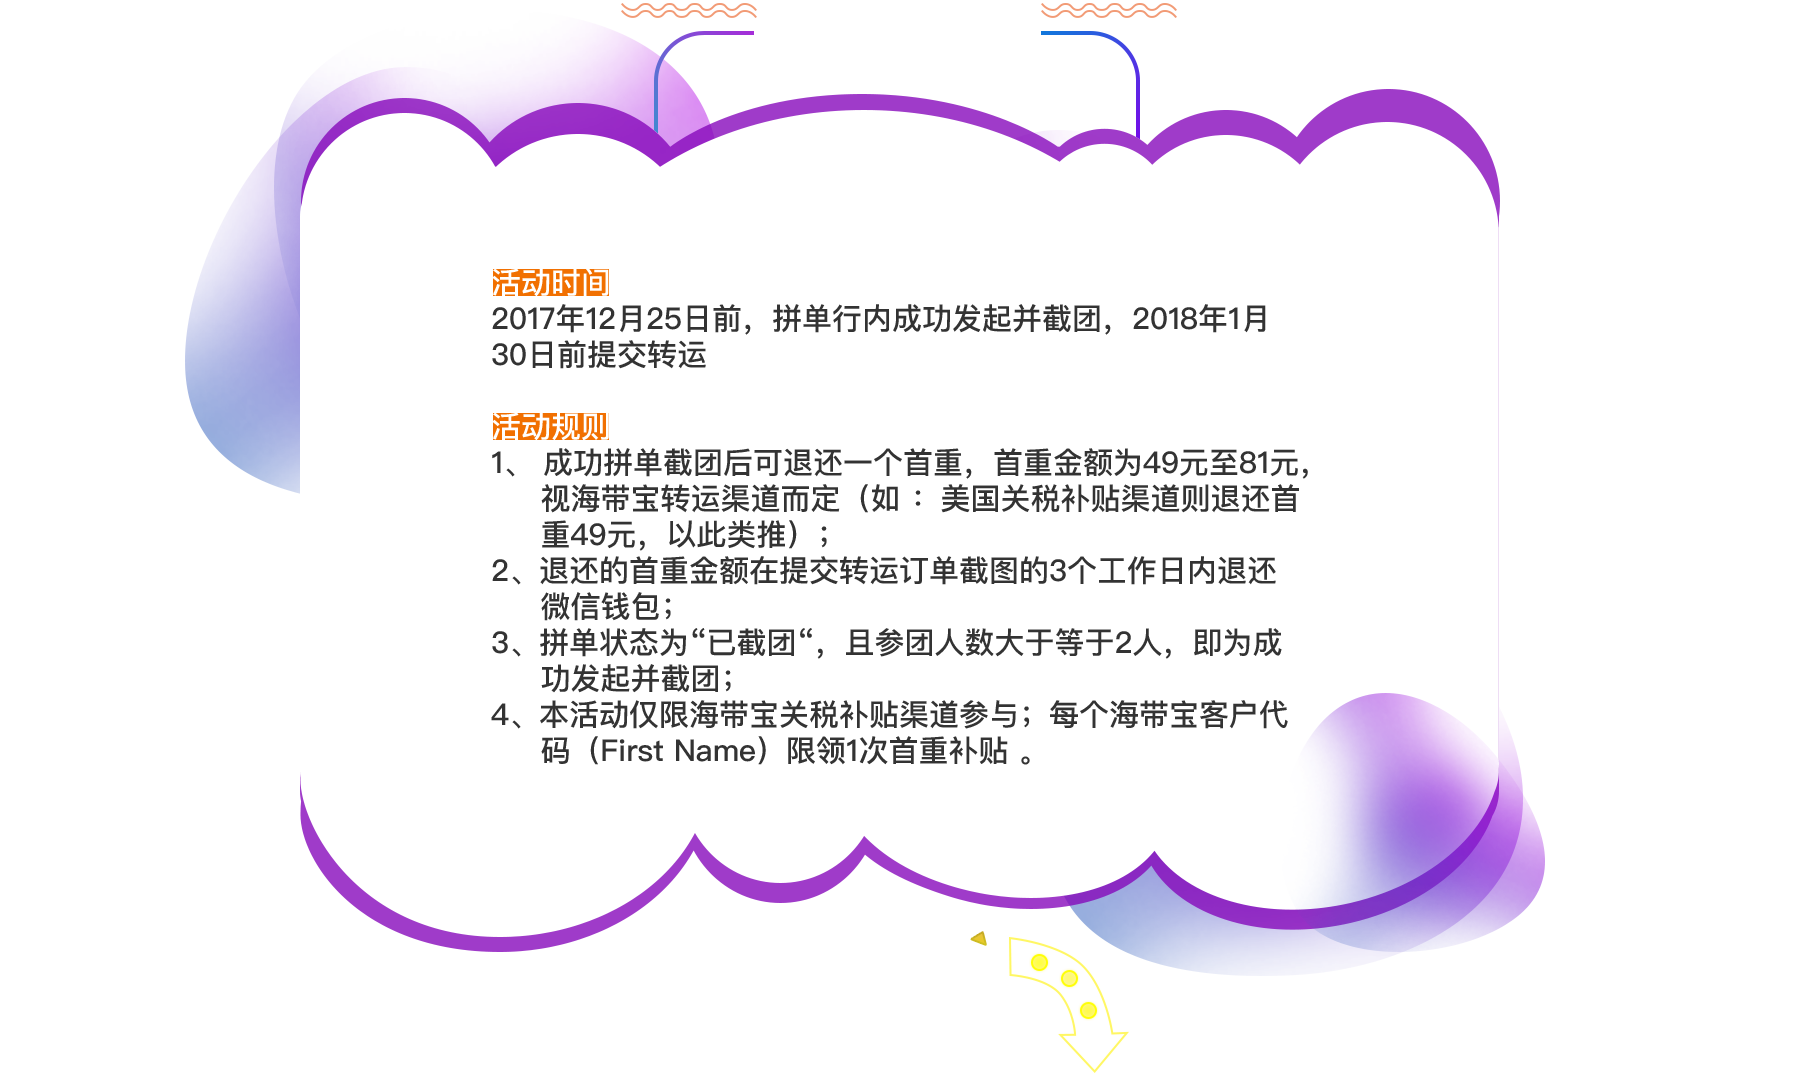 活动时间
2017年12月25日前，拼单行内成功发起并截团，2018年1月
30日前提交转运
活动规则
1、 成功拼单截团后可退还一个首重，首重金额为49元至81元，
视海带宝转运渠道而定（如 ：美国关税补贴渠道则退还首
重49元，以此类推）；
2、退还的首重金额在提交转运订单截图的3个工作日内退还
微信钱包；
3、拼单状态为“已截团“，且参团人数大于等于2人，即为成
功发起并截团；
4、本活动仅限海带宝关税补贴渠道参与；每个海带宝客户代
码（First Name）限领1次首重补贴 。